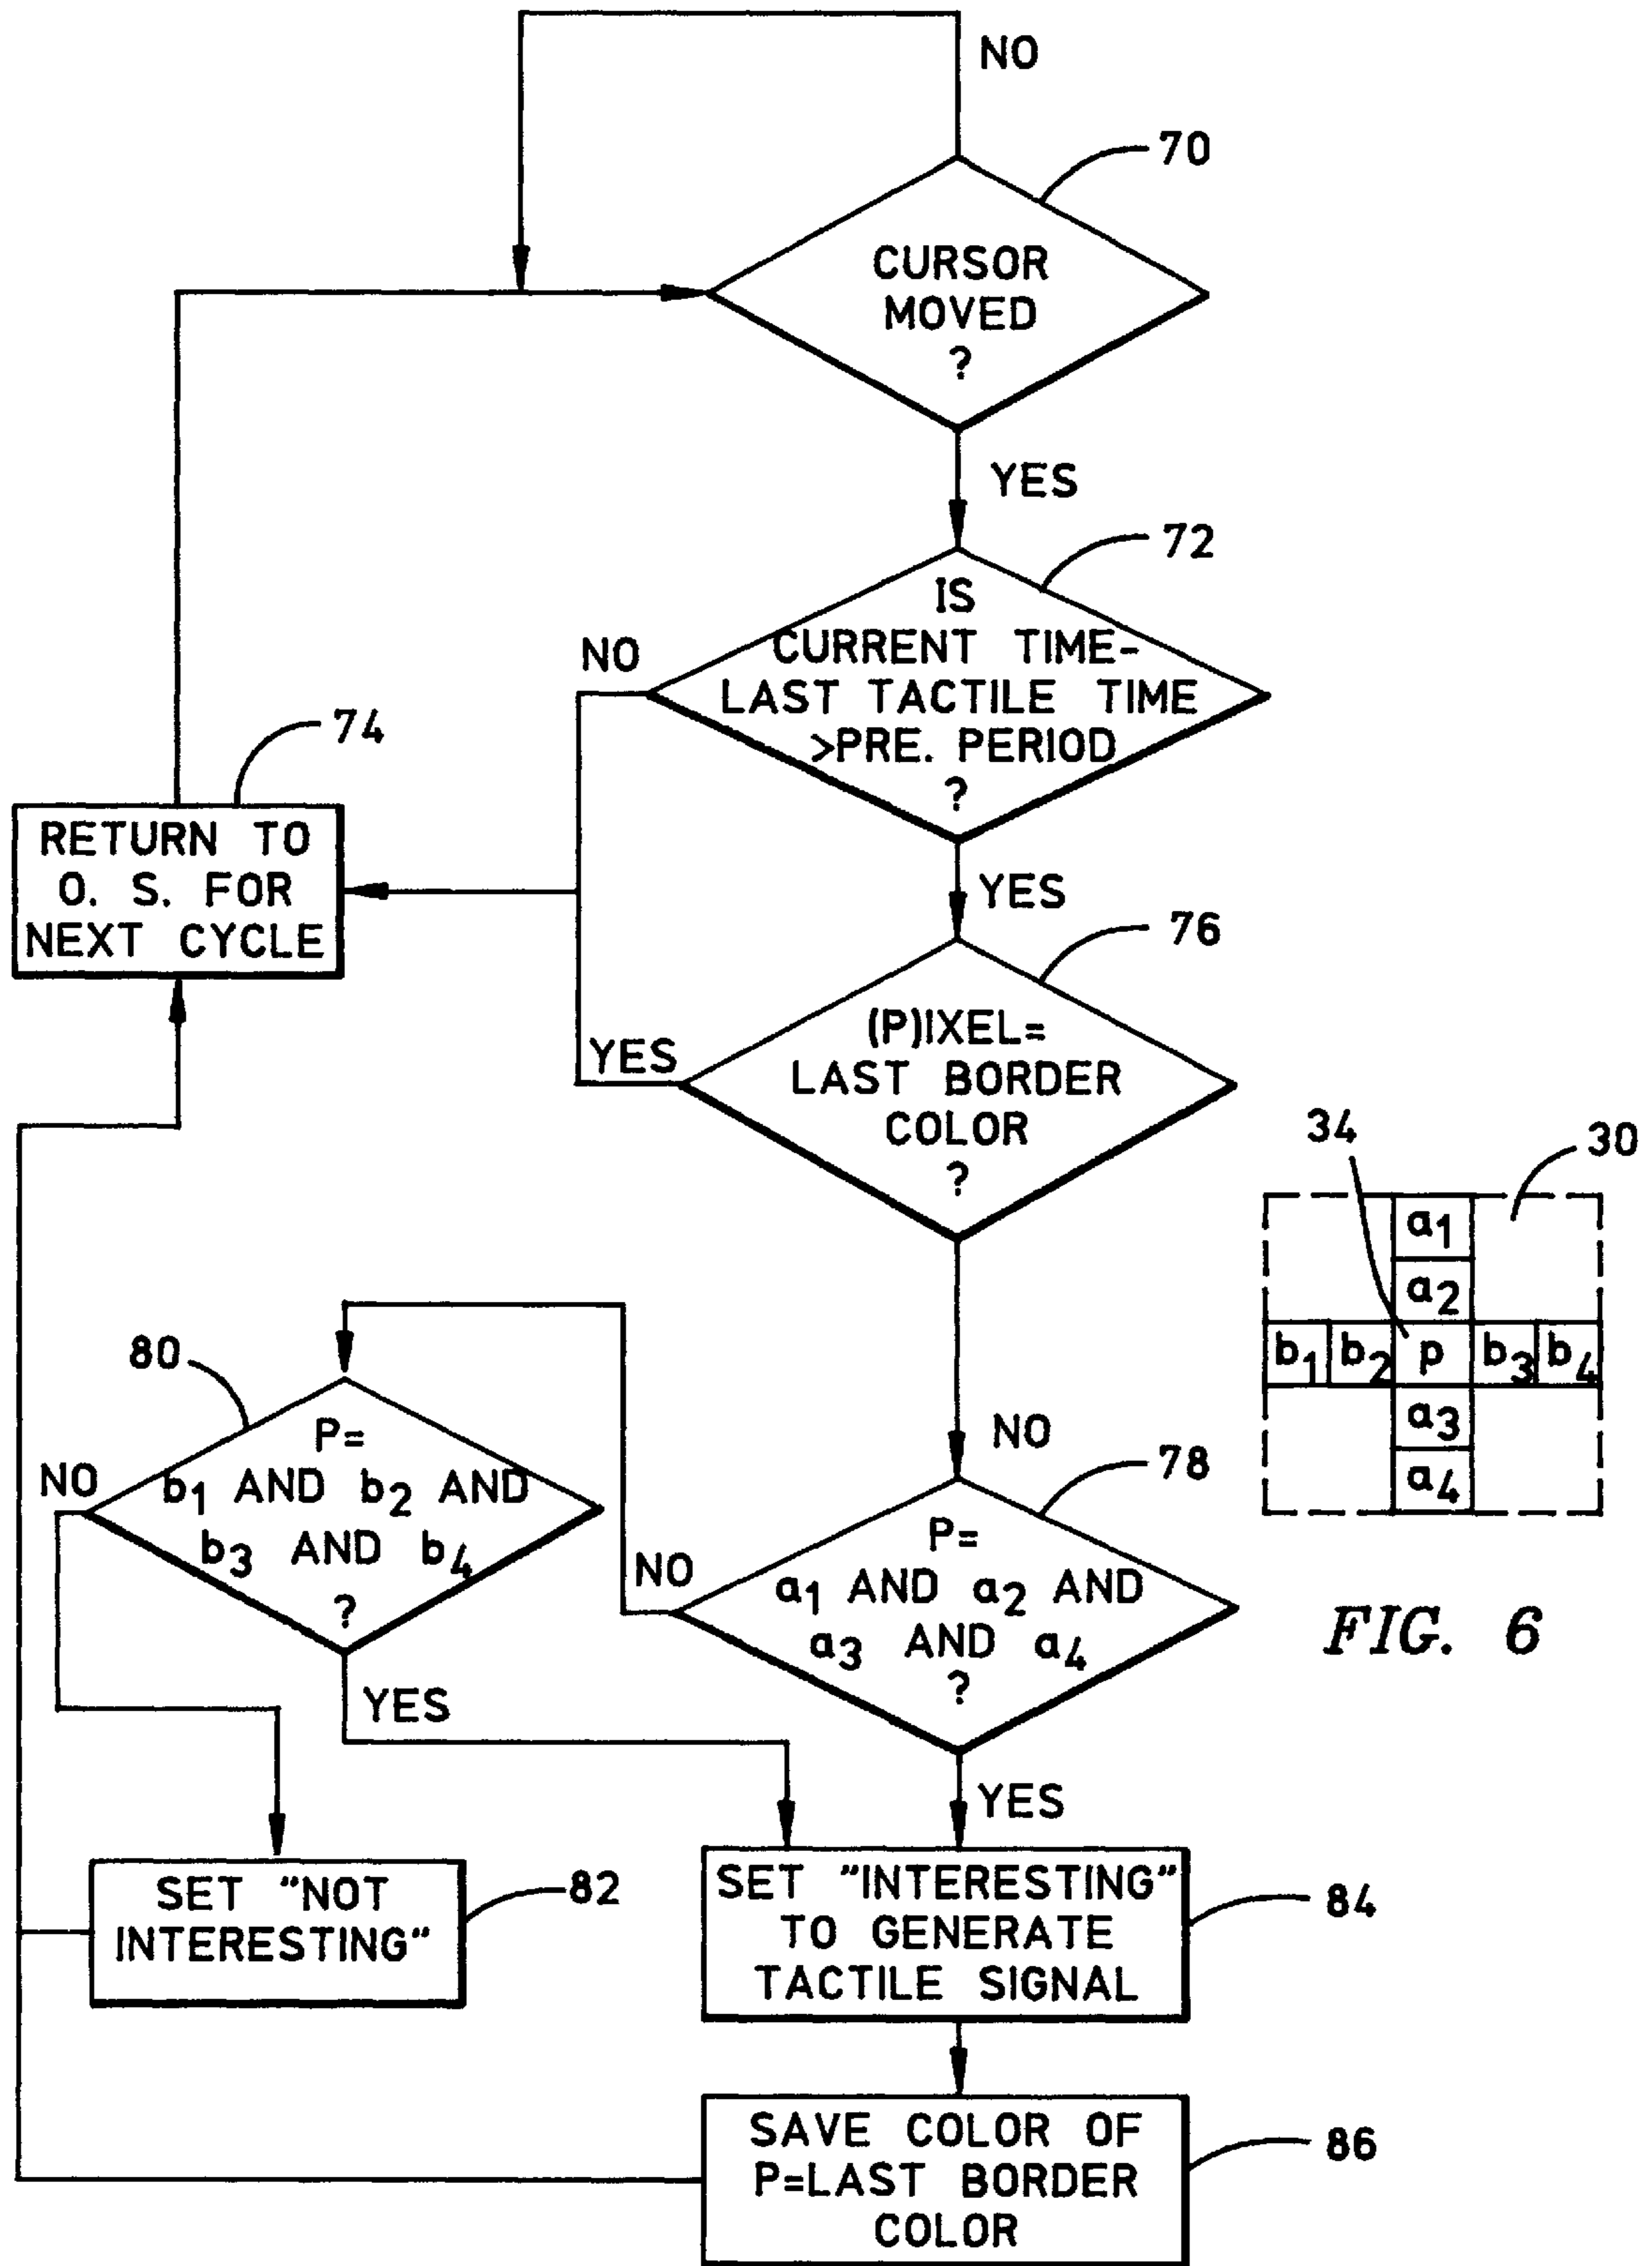 NO
70
CURSOR
MOVED
?
YES
72
IS
CURRENT TIME-
LAST TACTILE TIME
>PRE. PERIOD
?
NO
74
RETURN TO
O. S. FOR
NEXT CYCLE
YES
76
(P)IXEL=
LAST BORDER
COLOR
?
YES
34
30
a1
a2
b1 b2 p b3 b4
a3
a4
NO
80
P=
b1 AND b2 AND
b3 AND b4
?
NO
78
P=
a1 AND a2 AND
a3 AND a4
?
NO
FIG. 6
YES
YES
SET "NOT
INTERESTING"
82
SET "INTERESTING"
TO GENERATE
TACTILE SIGNAL
84
SAVE COLOR OF
P=LAST BORDER
COLOR
86